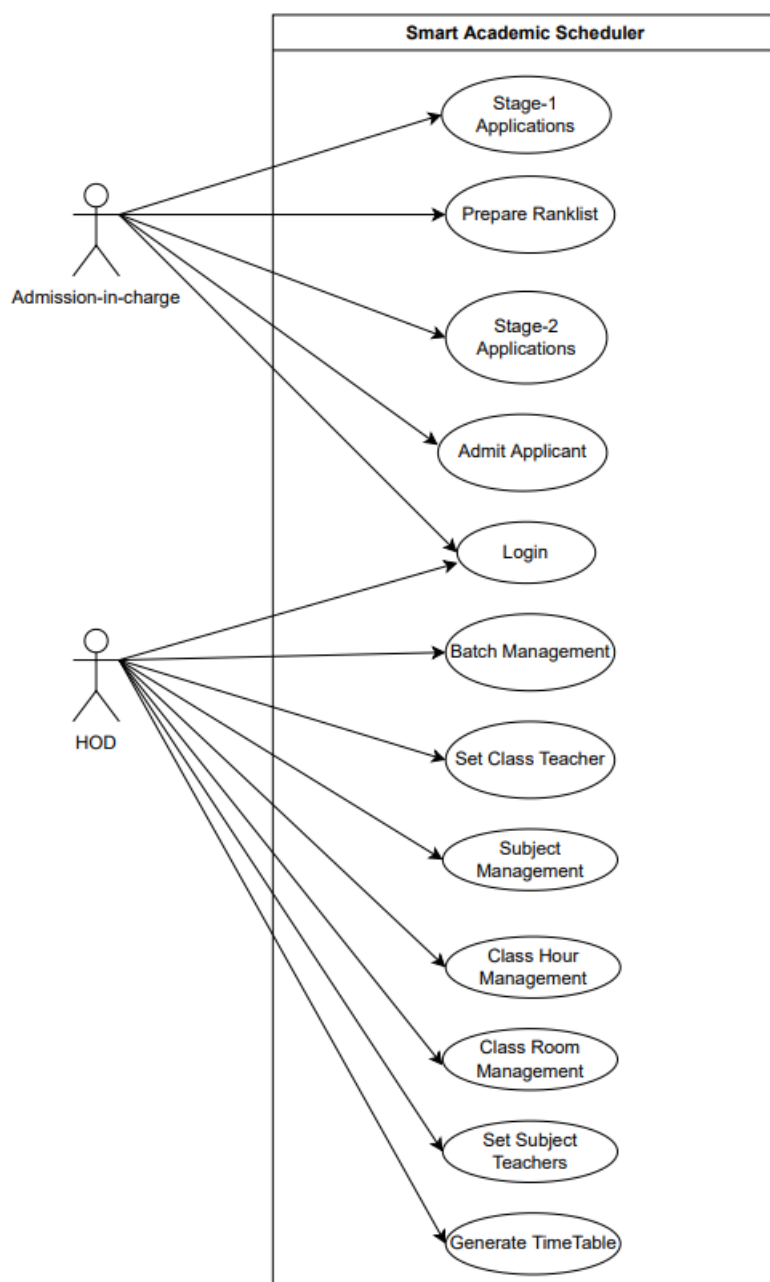 Smart Academic Scheduler
Stage-1
Applications
Prepare Ranklist
Admission-in-charge
Stage-2
Applications
Admit Applicant
Login
Batch Management
HOD
Set Class Teacher
Subject
Management
Class Hour
Management
Class Room
Management
Set Subject
Teachers
Generate TimeTable